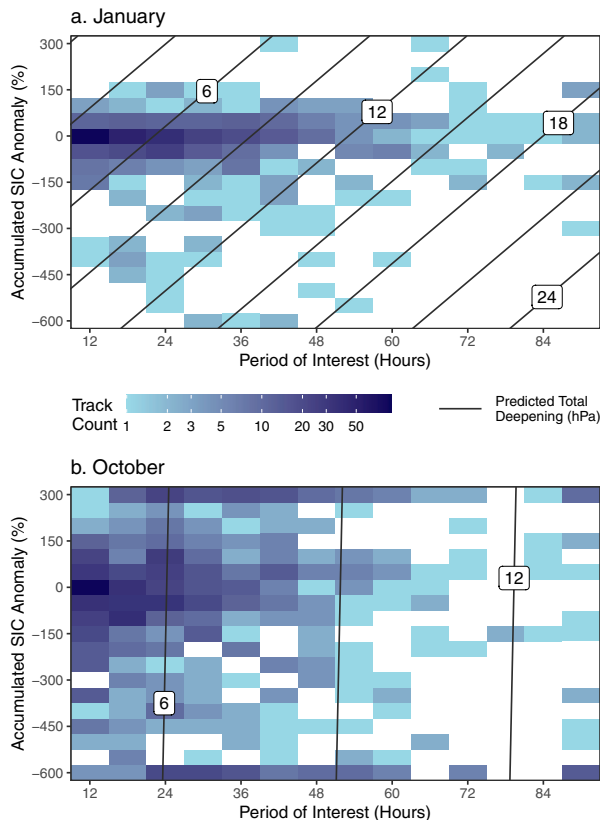 a. January
Accumulated SIC Anomaly (%)
300
150
0
−150
−300
−450
−600
6
12
18
24
12 24 36 48 60 72 84
Period of Interest (Hours)
Track
Count
1 2 3 5 10 20 30 50
Predicted Total
Deepening (hPa)
b. October
Accumulated SIC Anomaly (%)
300
150
0
−150
−300
−450
−600
12
6
12 24 36 48 60 72 84
Period of Interest (Hours)